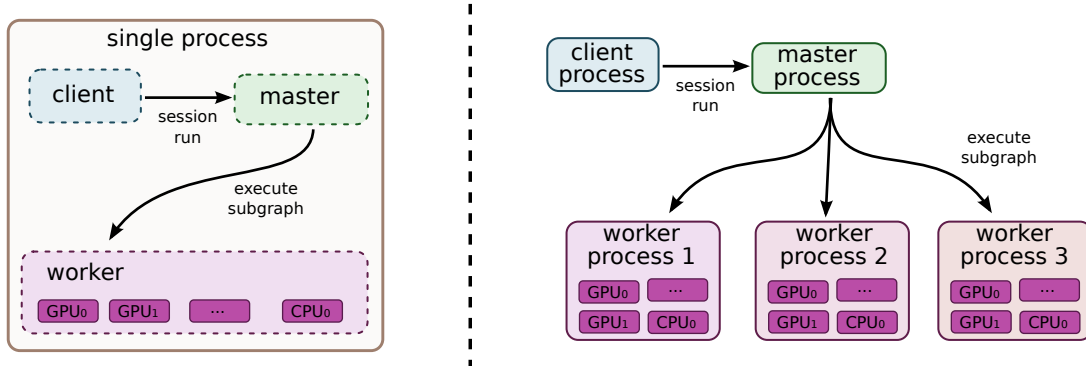 single process
client
master
session
run
execute
subgraph
worker
GPU₀
GPU₁
...
CPU₀
client
process
master
process
session
run
execute
subgraph
worker
process 1
GPU₀
...
GPU₁
CPU₀
worker
process 2
GPU₀
...
GPU₁
CPU₀
worker
process 3
GPU₀
...
GPU₁
CPU₀